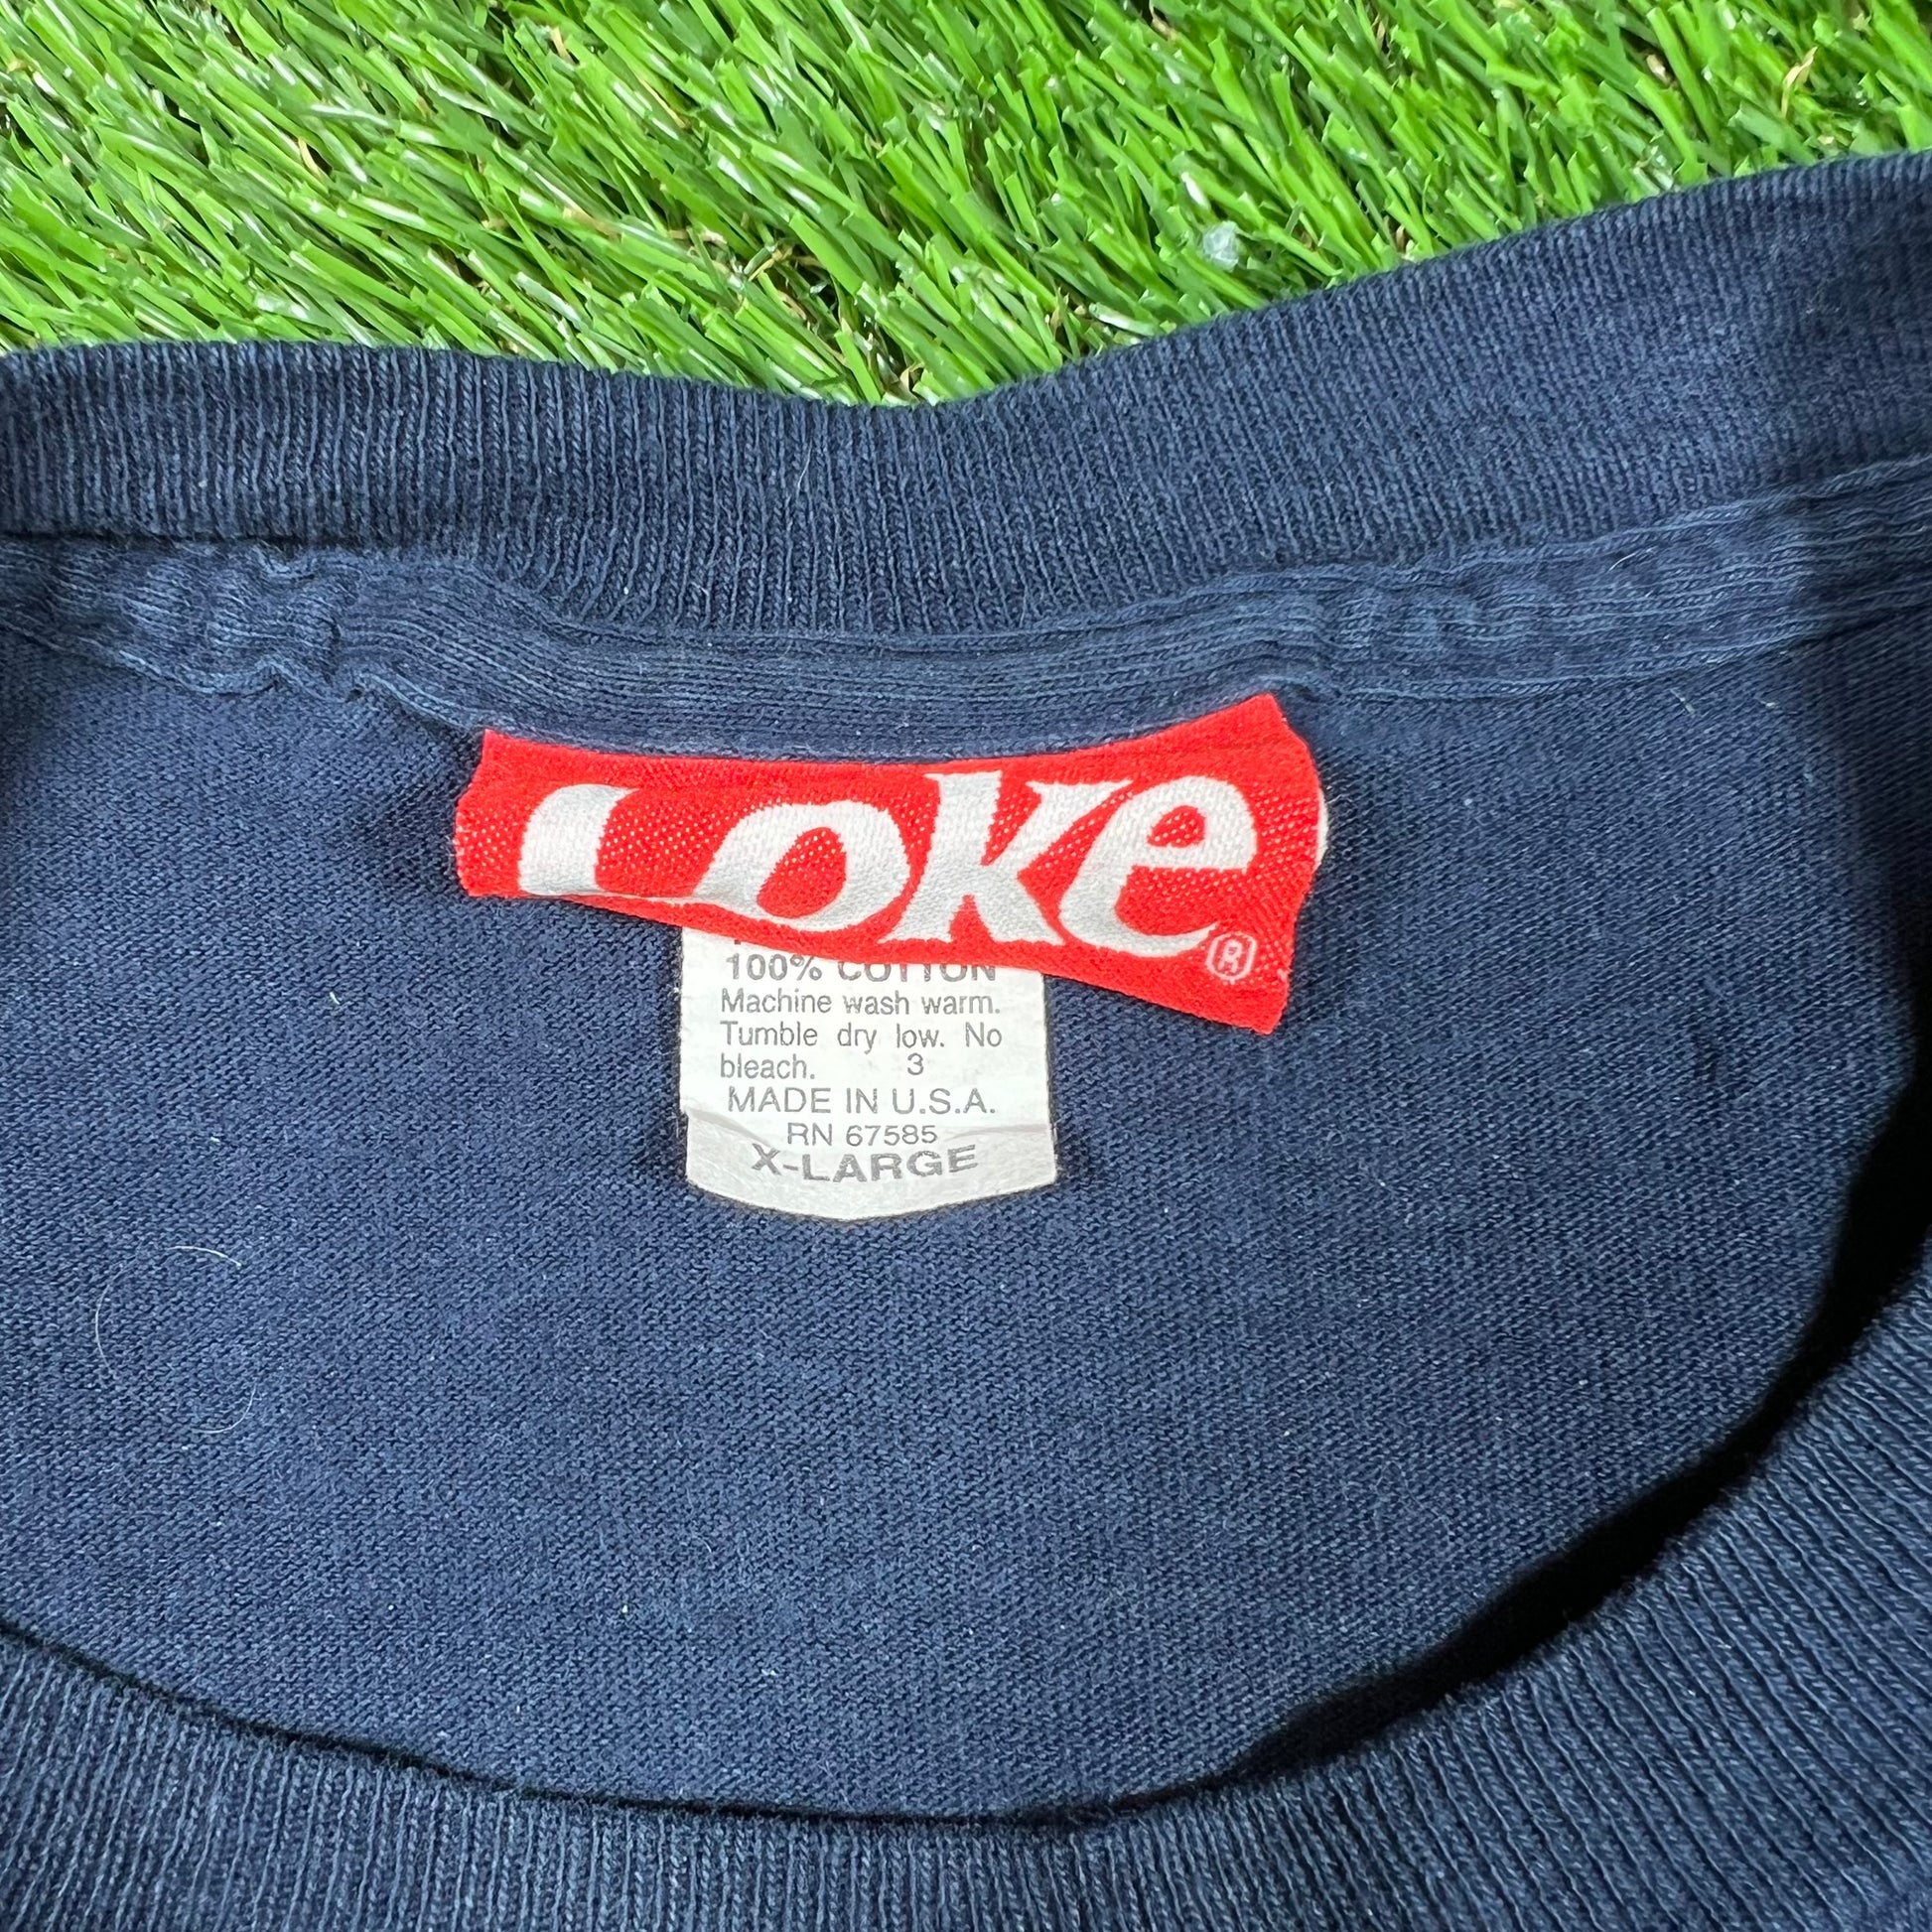 Coke®
100% COTTON
Machine wash warm.
Tumble dry low. No
bleach. 3
MADE IN U.S.A.
RN 67585
X-LARGE